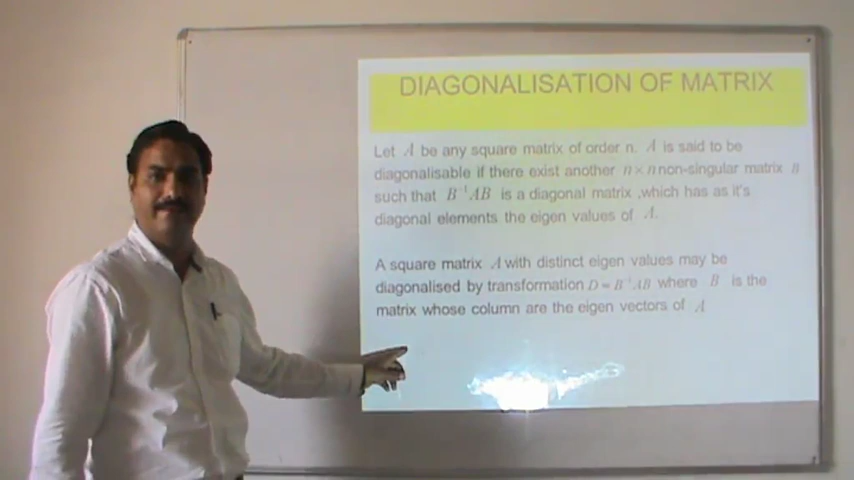 DIAGONALISATION OF MATRIX
Let A be any square matrix of order n. A is said to be
diagonalisable if there exist another n × n non-singular matrix B
such that B⁻¹AB is a diagonal matrix ,which has as it's
diagonal elements the eigen values of A.
A square matrix A with distinct eigen values may be
diagonalised by transformation D = B⁻¹AB where B is the
matrix whose column are the eigen vectors of A